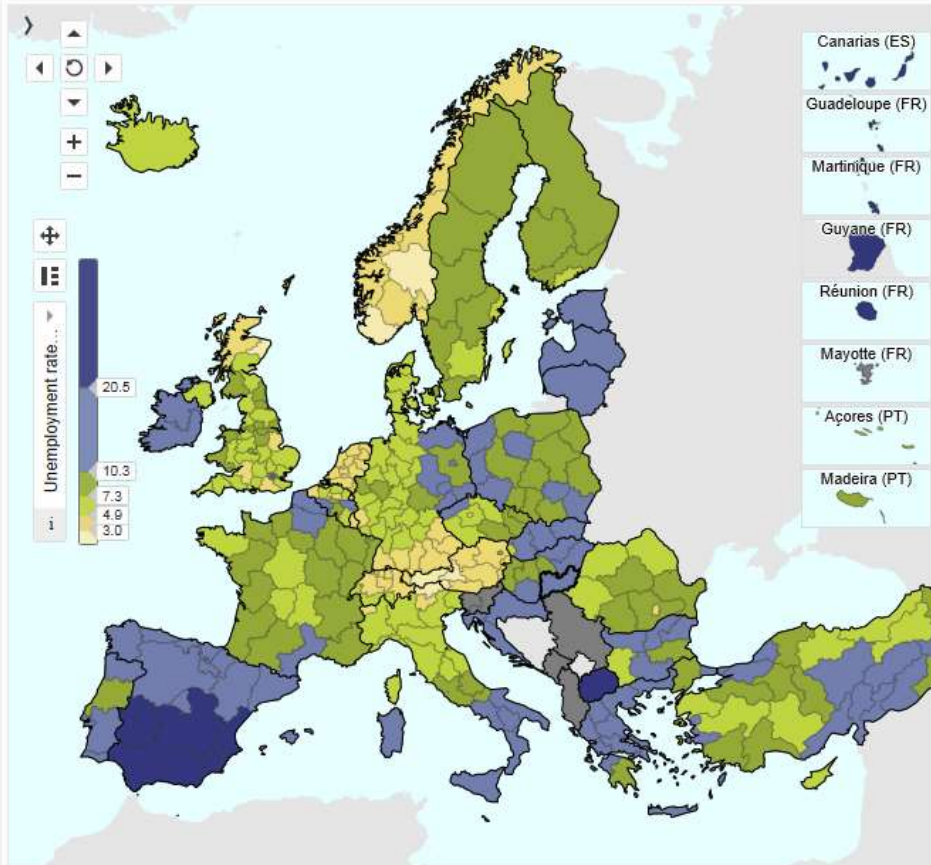 Canarias (ES)
Guadeloupe (FR)
Martinique (FR)
Guyane (FR)
Réunion (FR)
Mayotte (FR)
Açores (PT)
Madeira (PT)
Unemployment rate...
i
20.5
10.3
7.3
4.9
3.0